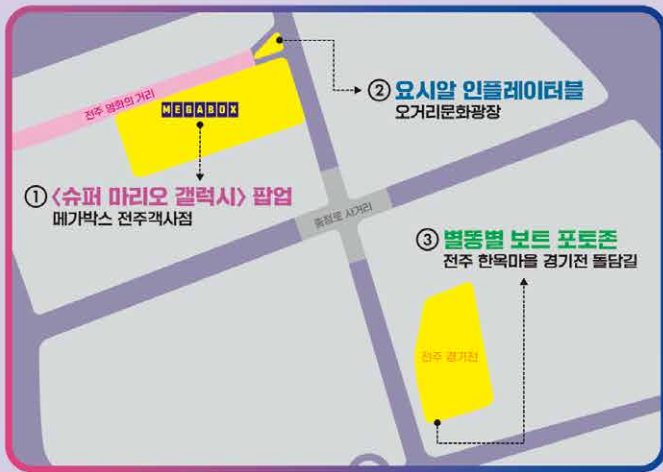 전주 영화의 거리
MEGABOX
① <슈퍼 마리오 갤럭시> 팝업
메가박스 전주객사점
② 요시알 인플레이터블
오거리문화광장
충경로 사거리
③ 별똥별 보트 포토존
전주 한옥마을 경기전 돌담길
전주 경기전